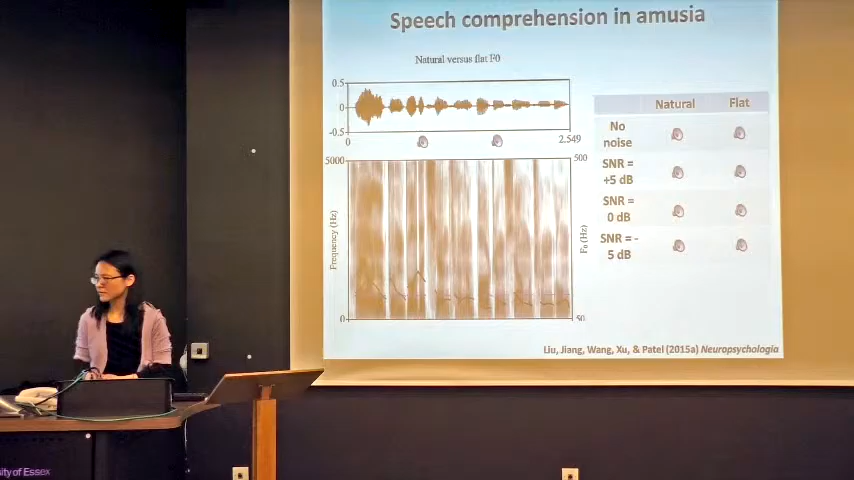 Speech comprehension in amusia
Natural versus flat F0
0.5
0
-0.5
0
2.549
5000
500
Frequency (Hz)
F₀ (Hz)
0
50
Natural Flat
No
noise
SNR =
+5 dB
SNR =
0 dB
SNR = -
5 dB
Liu, Jiang, Wang, Xu, & Patel (2015a) Neuropsychologia
sity of Essex